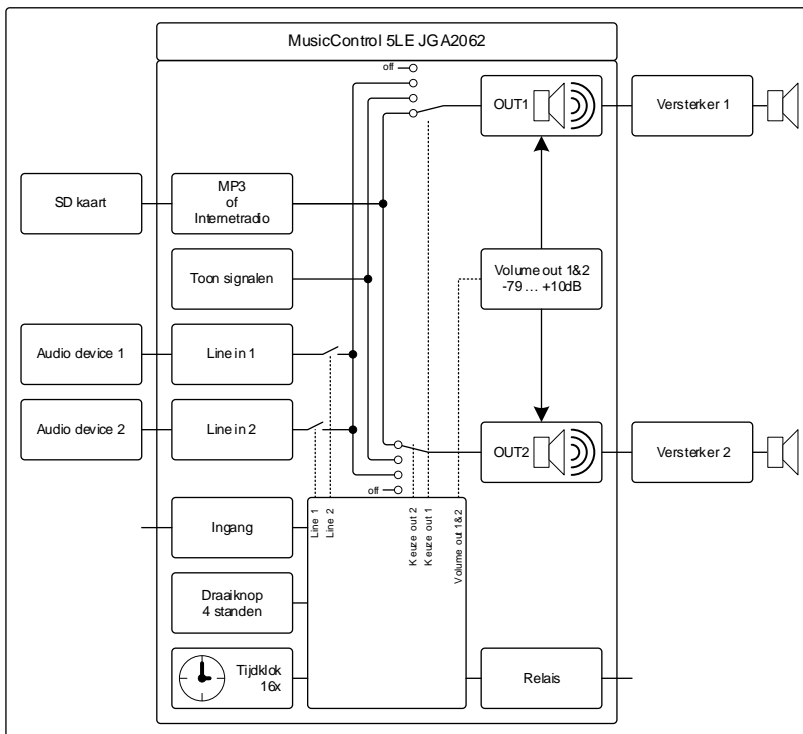 MusicControl 5LE JGA2062
off
OUT1
Versterker 1
SD kaart
MP3
of
Internetradio
Toon signalen
Volume out 1&2
-79 ... +10dB
Audio device 1
Line in 1
Audio device 2
Line in 2
OUT2
Versterker 2
off
Ingang
Line 1
Line 2
Keuze out 2
Keuze out 1
Volume out 1&2
Draaiknop
4 standen
Tijdklok
16x
Relais